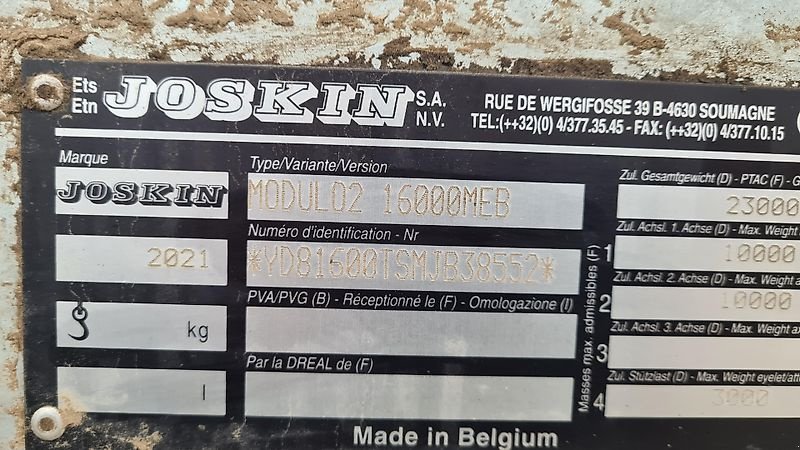 Ets
Etn
JOSKIN S.A.
N.V.
RUE DE WERGIFOSSE 39 B-4630 SOUMAGNE
TEL:(++32)(0) 4/377.35.45 - FAX: (++32)(0) 4/377.10.15
Marque
JOSKIN
2021
kg
l
Type/Variante/Version
MODULO2 16000MEB
Numéro d'identification - Nr
*YD81600TSMJB38552*
PVA/PVG (B) - Réceptionné le (F) - Omologazione (I)
Par la DREAL de (F)
Masses max. admissibles (F)
Zul. Gesamtgewicht (D) - PTAC (F) - G
23000
Zul. Achsl. 1. Achse (D) - Max. Weight
1
10000
Zul. Achsl. 2. Achse (D) - Max. Weight ax
2
10000
Zul. Achsl. 3. Achse (D) - Max. Weight ax
3
Zul. Stützlast (D) - Max. Weight eyelet/att
4
3000
Made in Belgium